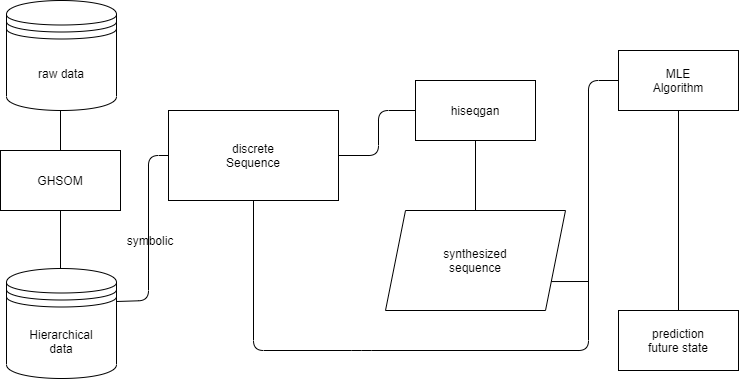 raw data
GHSOM
symbolic
Hierarchical
data
discrete
Sequence
hiseqgan
synthesized
sequence
MLE
Algorithm
prediction
future state